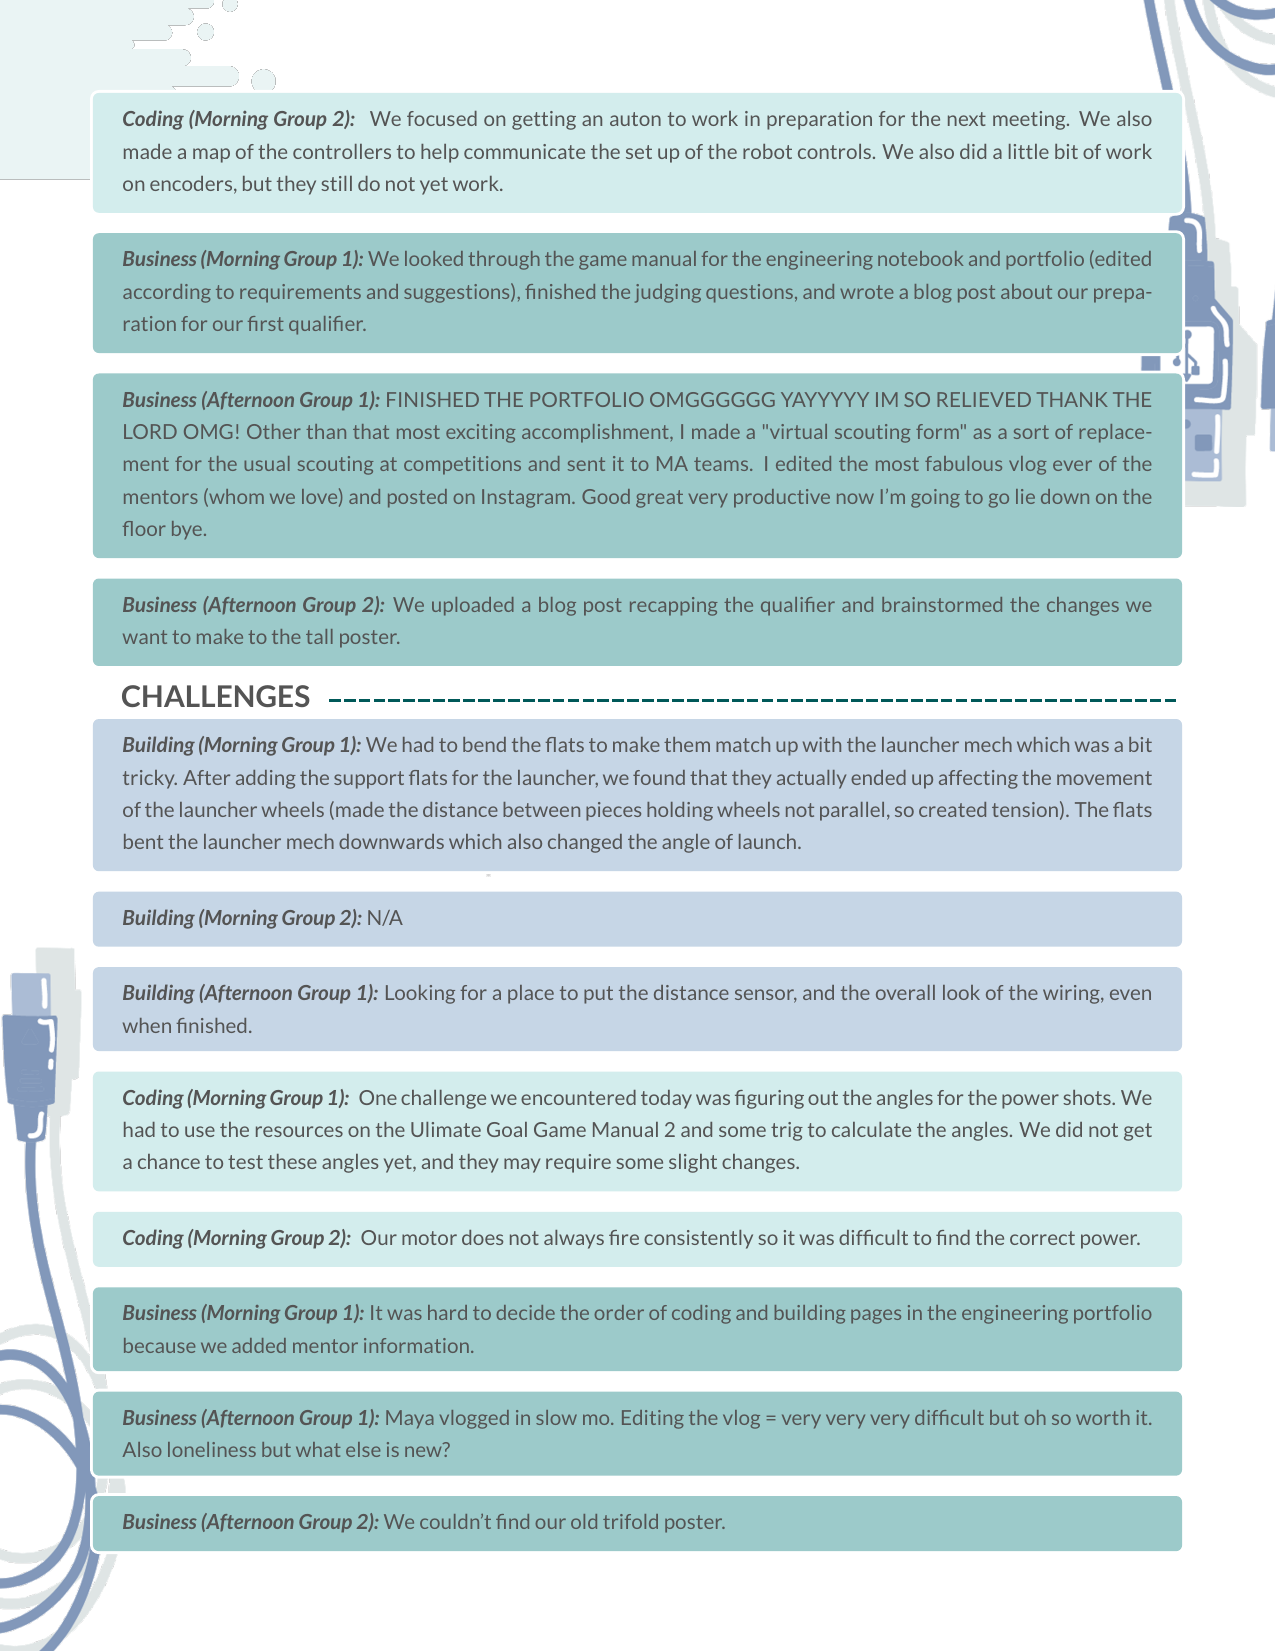 Coding (Morning Group 2): We focused on getting an auton to work in preparation for the next meeting. We also
made a map of the controllers to help communicate the set up of the robot controls. We also did a little bit of work
on encoders, but they still do not yet work.
Business (Morning Group 1): We looked through the game manual for the engineering notebook and portfolio (edited
according to requirements and suggestions), finished the judging questions, and wrote a blog post about our prepa-
ration for our first qualifier.
Business (Afternoon Group 1): FINISHED THE PORTFOLIO OMGGGGGG YAYYYYY IM SO RELIEVED THANK THE
LORD OMG! Other than that most exciting accomplishment, I made a "virtual scouting form" as a sort of replace-
ment for the usual scouting at competitions and sent it to MA teams. I edited the most fabulous vlog ever of the
mentors (whom we love) and posted on Instagram. Good great very productive now I’m going to go lie down on the
floor bye.
Business (Afternoon Group 2): We uploaded a blog post recapping the qualifier and brainstormed the changes we
want to make to the tall poster.
CHALLENGES
Building (Morning Group 1): We had to bend the flats to make them match up with the launcher mech which was a bit
tricky. After adding the support flats for the launcher, we found that they actually ended up affecting the movement
of the launcher wheels (made the distance between pieces holding wheels not parallel, so created tension). The flats
bent the launcher mech downwards which also changed the angle of launch.
Building (Morning Group 2): N/A
Building (Afternoon Group 1): Looking for a place to put the distance sensor, and the overall look of the wiring, even
when finished.
Coding (Morning Group 1): One challenge we encountered today was figuring out the angles for the power shots. We
had to use the resources on the Ulimate Goal Game Manual 2 and some trig to calculate the angles. We did not get
a chance to test these angles yet, and they may require some slight changes.
Coding (Morning Group 2): Our motor does not always fire consistently so it was difficult to find the correct power.
Business (Morning Group 1): It was hard to decide the order of coding and building pages in the engineering portfolio
because we added mentor information.
Business (Afternoon Group 1): Maya vlogged in slow mo. Editing the vlog = very very very difficult but oh so worth it.
Also loneliness but what else is new?
Business (Afternoon Group 2): We couldn’t find our old trifold poster.